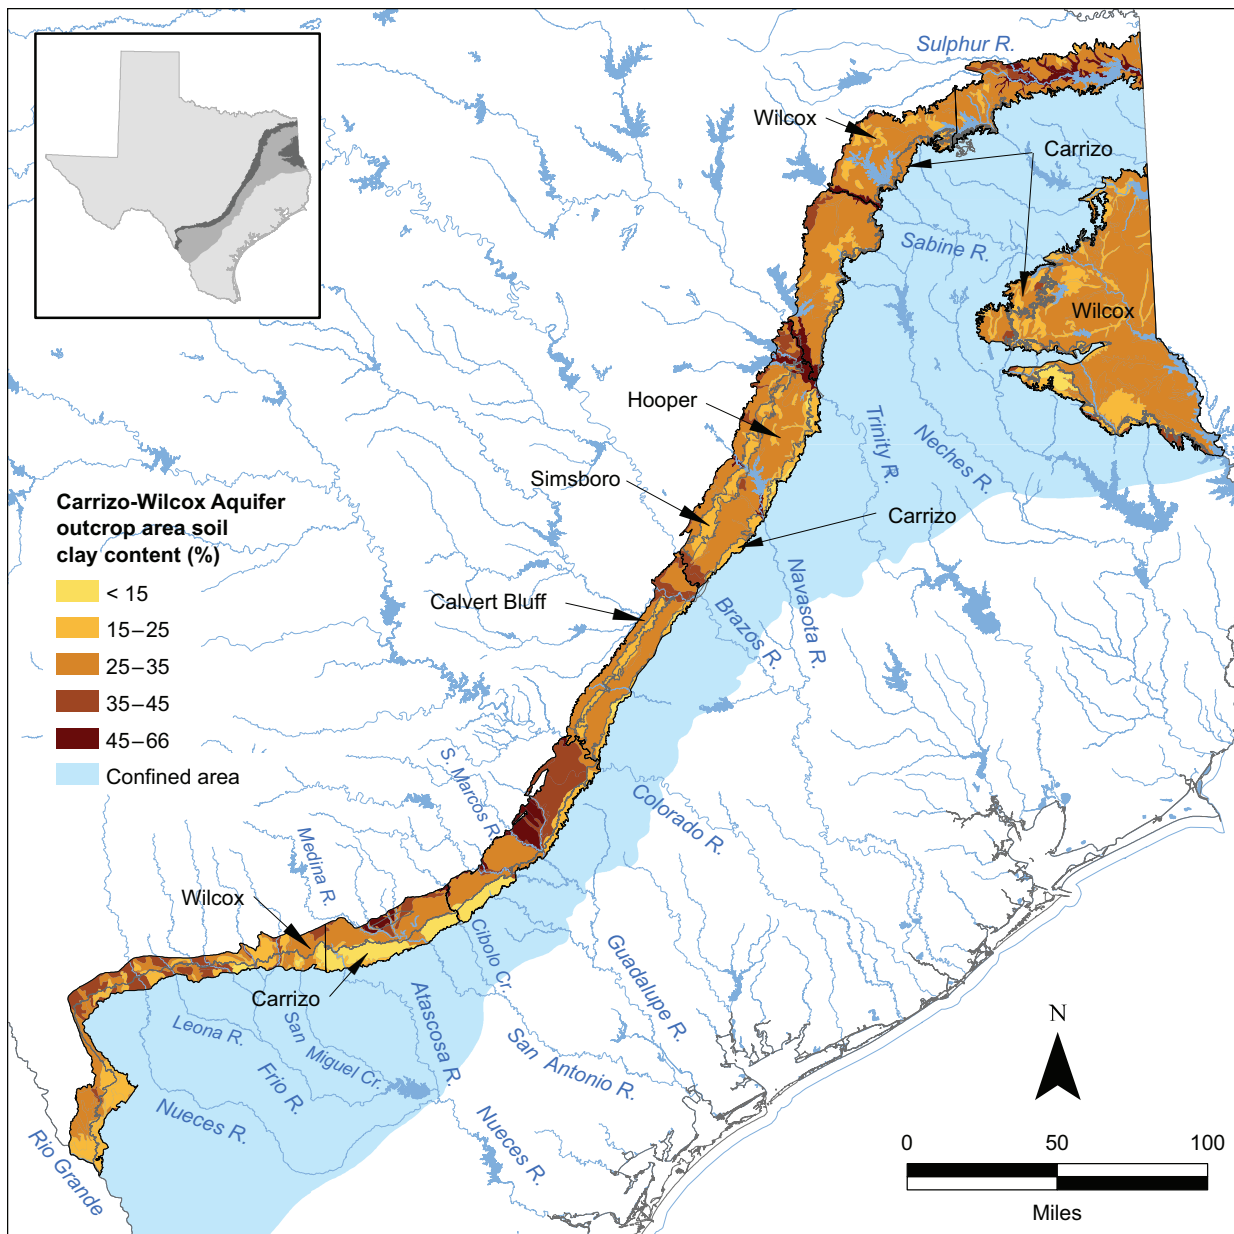 Sulphur R.
Wilcox
Carrizo
Sabine R.
Wilcox
Hooper
Trinity R.
Neches R.
Simsboro
Carrizo
Carrizo-Wilcox Aquifer
outcrop area soil
clay content (%)
< 15
15–25
25–35
35–45
45–66
Confined area
Navasota R.
Calvert Bluff
Brazos R.
S. Marcos R.
Colorado R.
Medina R.
Wilcox
Cibolo Cr.
Guadalupe R.
Carrizo
Atascosa R.
Leona R.
San Miguel Cr.
San Antonio R.
Frio R.
Nueces R.
Nueces R.
Rio Grande
N
0 50 100
Miles